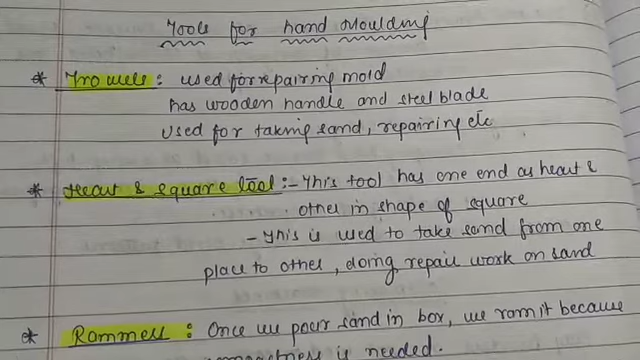 Tools for hand Moulding
* Trowels : used for repairing mold
has wooden handle and steel blade
used for taking sand, repairing etc
* Heart & square tool :- This tool has one end as heart &
other in shape of square
- This is used to take sand from one
place to other, doing repair work on sand
* Rammers : Once we pour sand in box, we ram it because
compactness is needed.